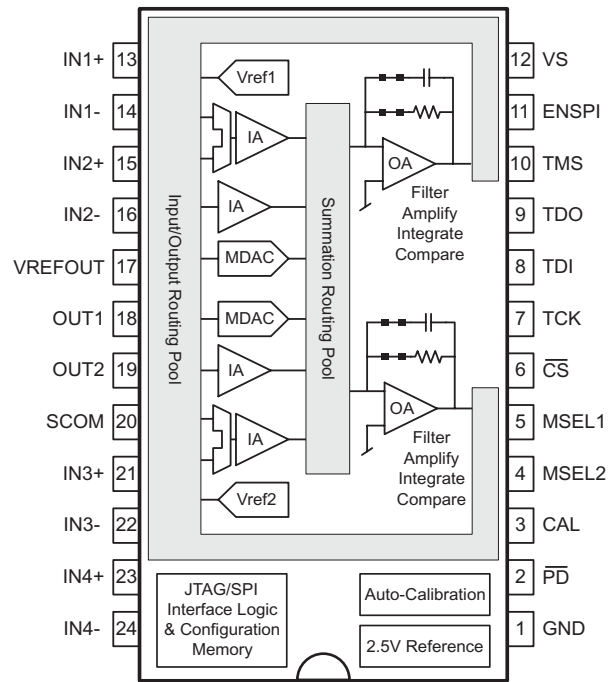 IN1+ 13
IN1- 14
IN2+ 15
IN2- 16
VREFOUT 17
OUT1 18
OUT2 19
SCOM 20
IN3+ 21
IN3- 22
IN4+ 23
IN4- 24
Input/Output Routing Pool
Vref1
IA
IA
MDAC
MDAC
IA
IA
Vref2
Summation Routing Pool
OA
Filter
Amplify
Integrate
Compare
OA
Filter
Amplify
Integrate
Compare
JTAG/SPI
Interface Logic
& Configuration
Memory
Auto-Calibration
2.5V Reference
12 VS
11 ENSPI
10 TMS
9 TDO
8 TDI
7 TCK
6 C̅S̅
5 MSEL1
4 MSEL2
3 CAL
2 P̅D̅
1 GND